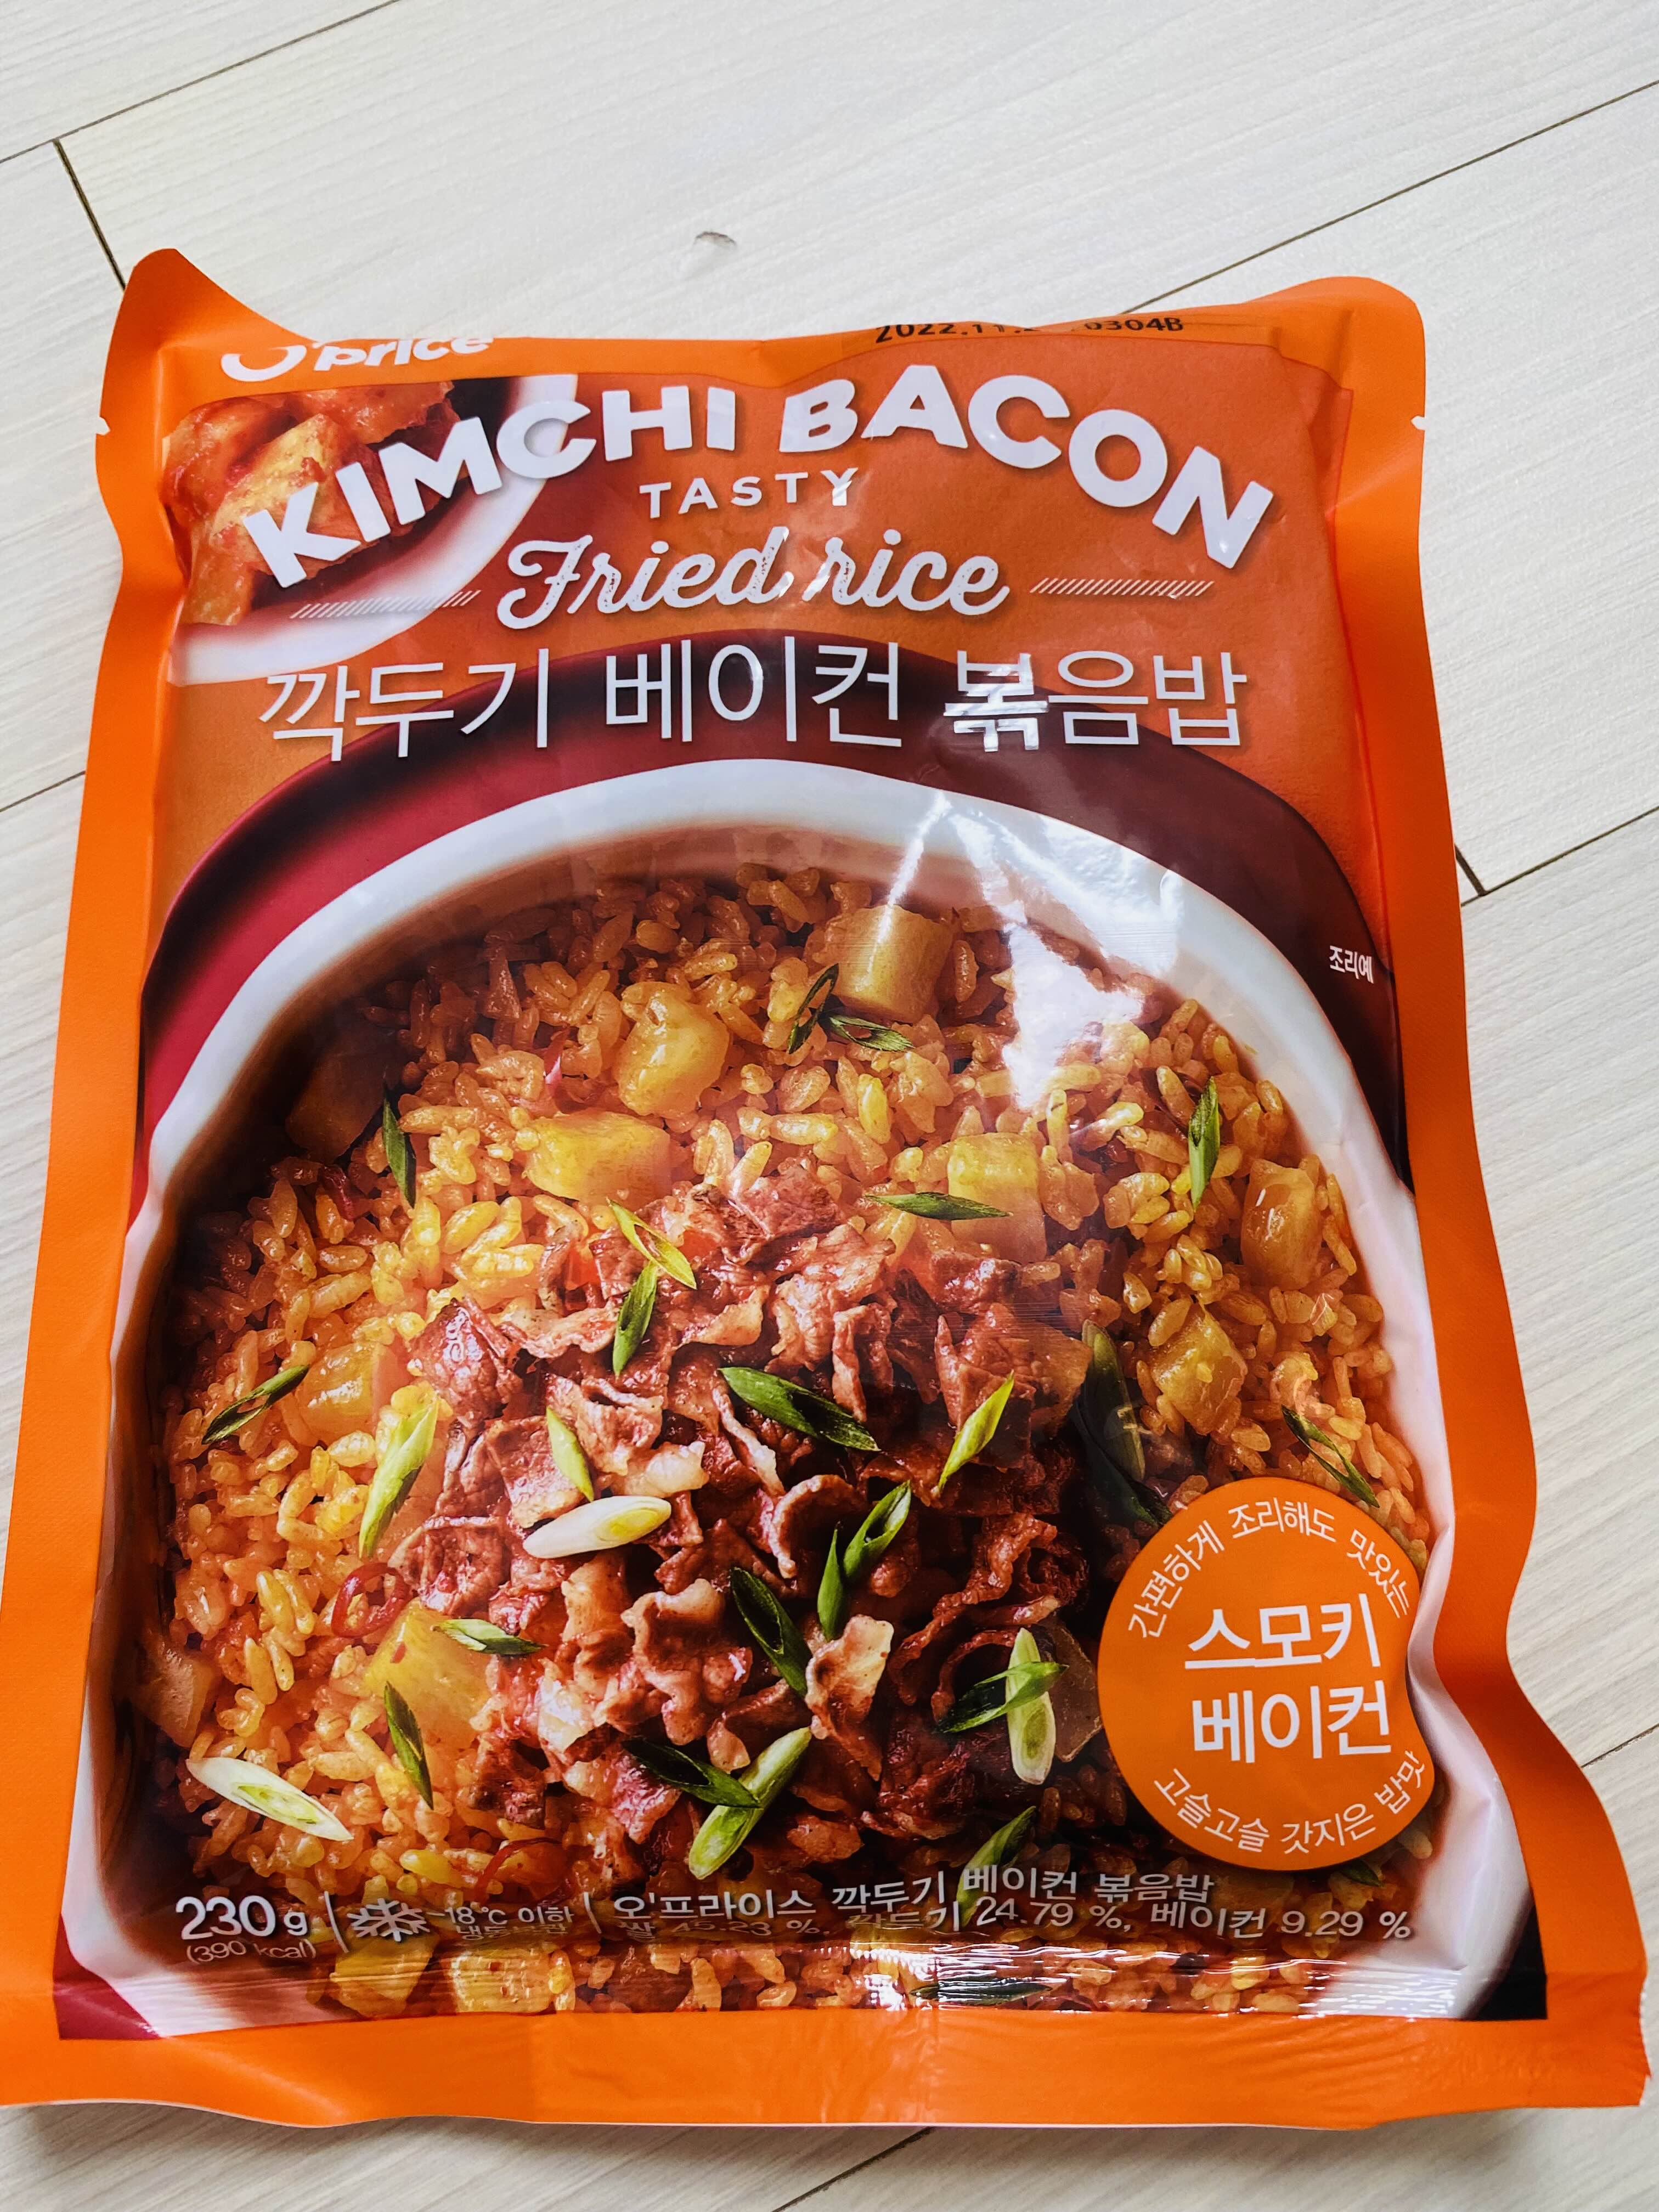 O'price
KIMCHI BACON
TASTY
Fried rice
깍두기 베이컨 볶음밥
조리예
간편하게 조리해도 맛있는
스모키
베이컨
고슬고슬 갓지은 밥맛
230g
(390 kcal)
-18℃ 이하
오'프라이스 깍두기 베이컨 볶음밥
쌀 45.23 %, 깍두기 24.79 %, 베이컨 9.29 %